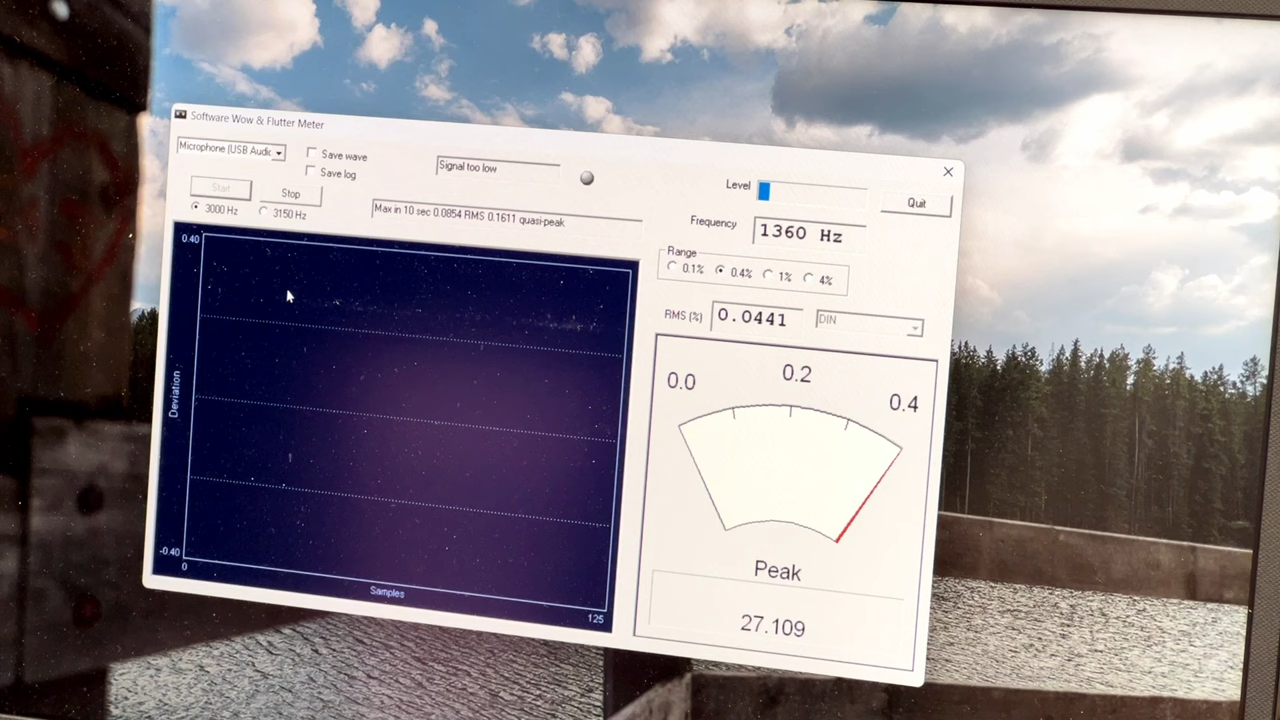 Software Wow & Flutter Meter
Microphone (USB Audic
Save wave
Save log
Signal too low
Level
Quit
Start
Stop
3000 Hz
3150 Hz
Max in 10 sec 0.0854 RMS 0.1611 quasi-peak
Frequency
1360 Hz
Range
0.1%
0.4%
1%
4%
RMS (%)
0.0441
DIN
0.40
Deviation
-0.40
0
Samples
125
0.0
0.2
0.4
Peak
27.109